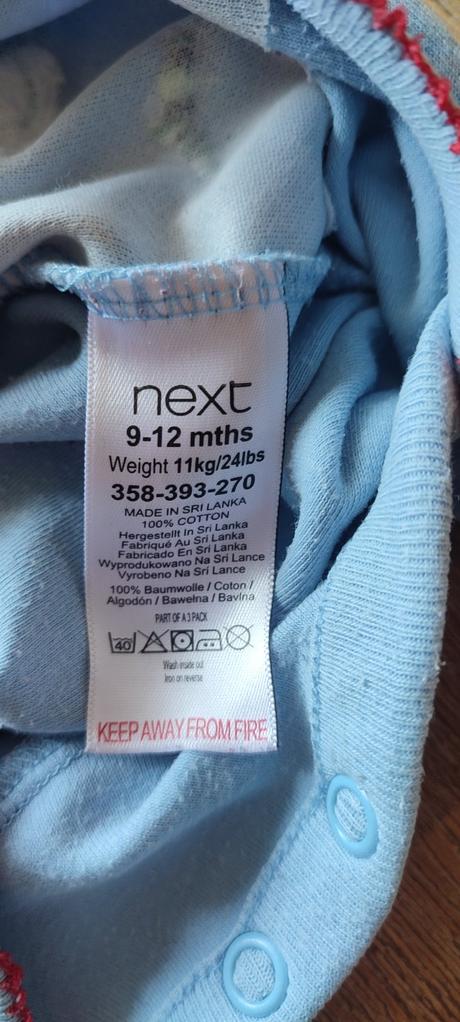 next
9-12 mths
Weight 11kg/24lbs
358-393-270
MADE IN SRI LANKA
100% COTTON
Hergestellt In Sri Lanka
Fabriqué Au Sri Lanka
Fabricado En Sri Lanka
Wyprodukowano Na Sri Lance
Vyrobeno Na Sri Lance
100% Baumwolle / Coton /
Algodón / Bawełna / Bavlna
PART OF A 3 PACK
40
Wash inside out
Iron on reverse
KEEP AWAY FROM FIRE